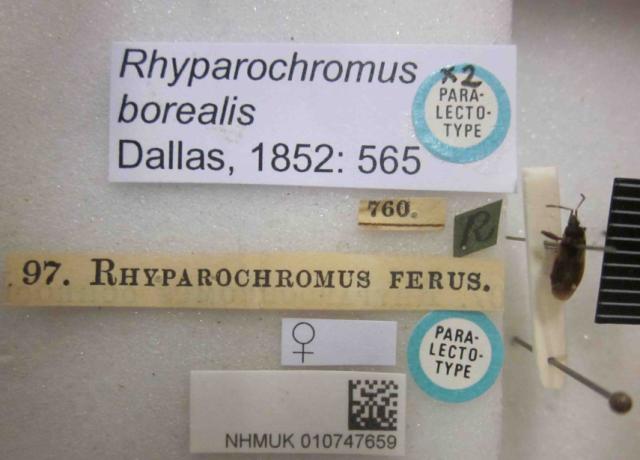 Rhyparochromus
borealis
Dallas, 1852: 565
x2
PARA-
LECTO-
TYPE
760.
R
97. RHYPAROCHROMUS FERUS.
♀
PARA-
LECTO-
TYPE
NHMUK 010747659